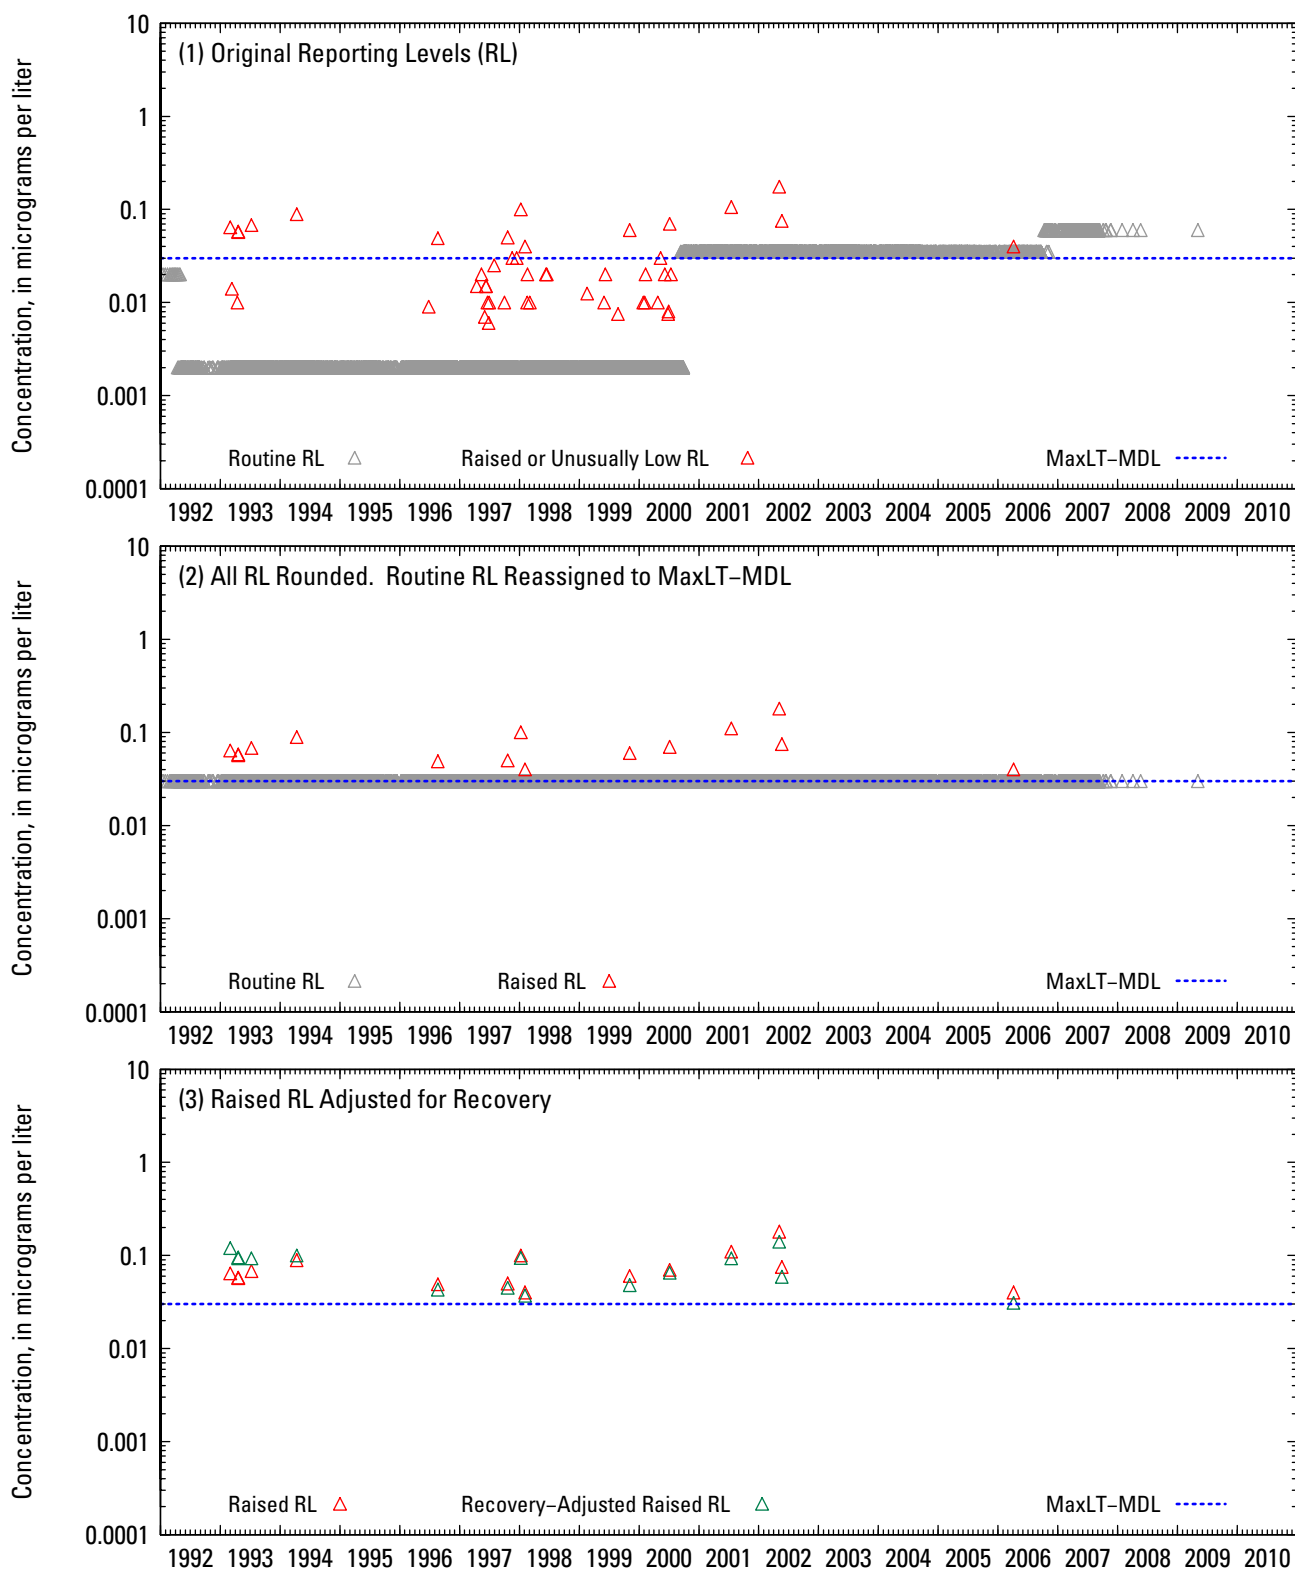 (1) Original Reporting Levels (RL)
Concentration, in micrograms per liter
10
1
0.1
0.01
0.001
0.0001
Routine RL
Raised or Unusually Low RL
MaxLT–MDL
1992 1993 1994 1995 1996 1997 1998 1999 2000 2001 2002 2003 2004 2005 2006 2007 2008 2009 2010
(2) All RL Rounded. Routine RL Reassigned to MaxLT–MDL
Concentration, in micrograms per liter
10
1
0.1
0.01
0.001
0.0001
Routine RL
Raised RL
MaxLT–MDL
1992 1993 1994 1995 1996 1997 1998 1999 2000 2001 2002 2003 2004 2005 2006 2007 2008 2009 2010
(3) Raised RL Adjusted for Recovery
Concentration, in micrograms per liter
10
1
0.1
0.01
0.001
0.0001
Raised RL
Recovery–Adjusted Raised RL
MaxLT–MDL
1992 1993 1994 1995 1996 1997 1998 1999 2000 2001 2002 2003 2004 2005 2006 2007 2008 2009 2010